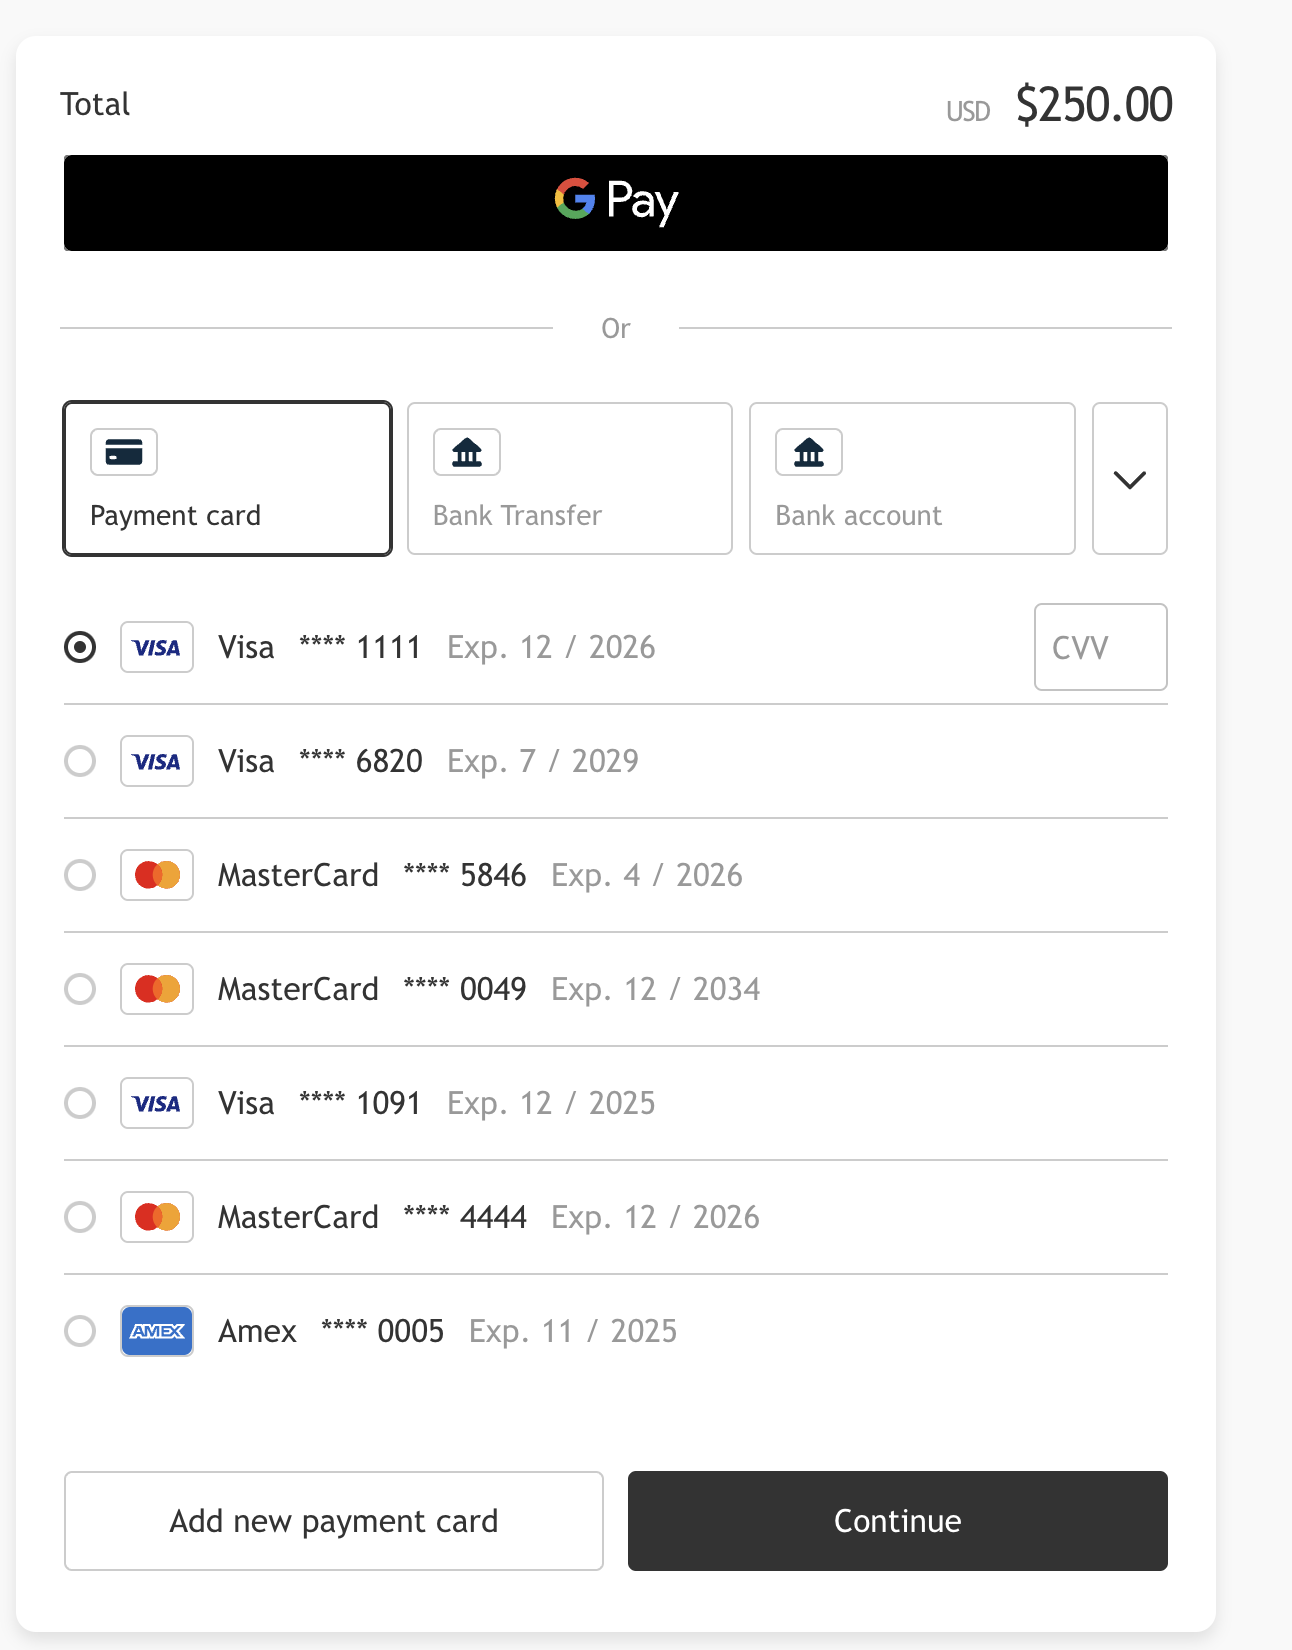 Total USD $250.00
G Pay
Or
Payment card Bank Transfer Bank account
VISA Visa **** 1111 Exp. 12 / 2026 CVV
VISA Visa **** 6820 Exp. 7 / 2029
MasterCard **** 5846 Exp. 4 / 2026
MasterCard **** 0049 Exp. 12 / 2034
VISA Visa **** 1091 Exp. 12 / 2025
MasterCard **** 4444 Exp. 12 / 2026
AMEX Amex **** 0005 Exp. 11 / 2025
Add new payment card Continue